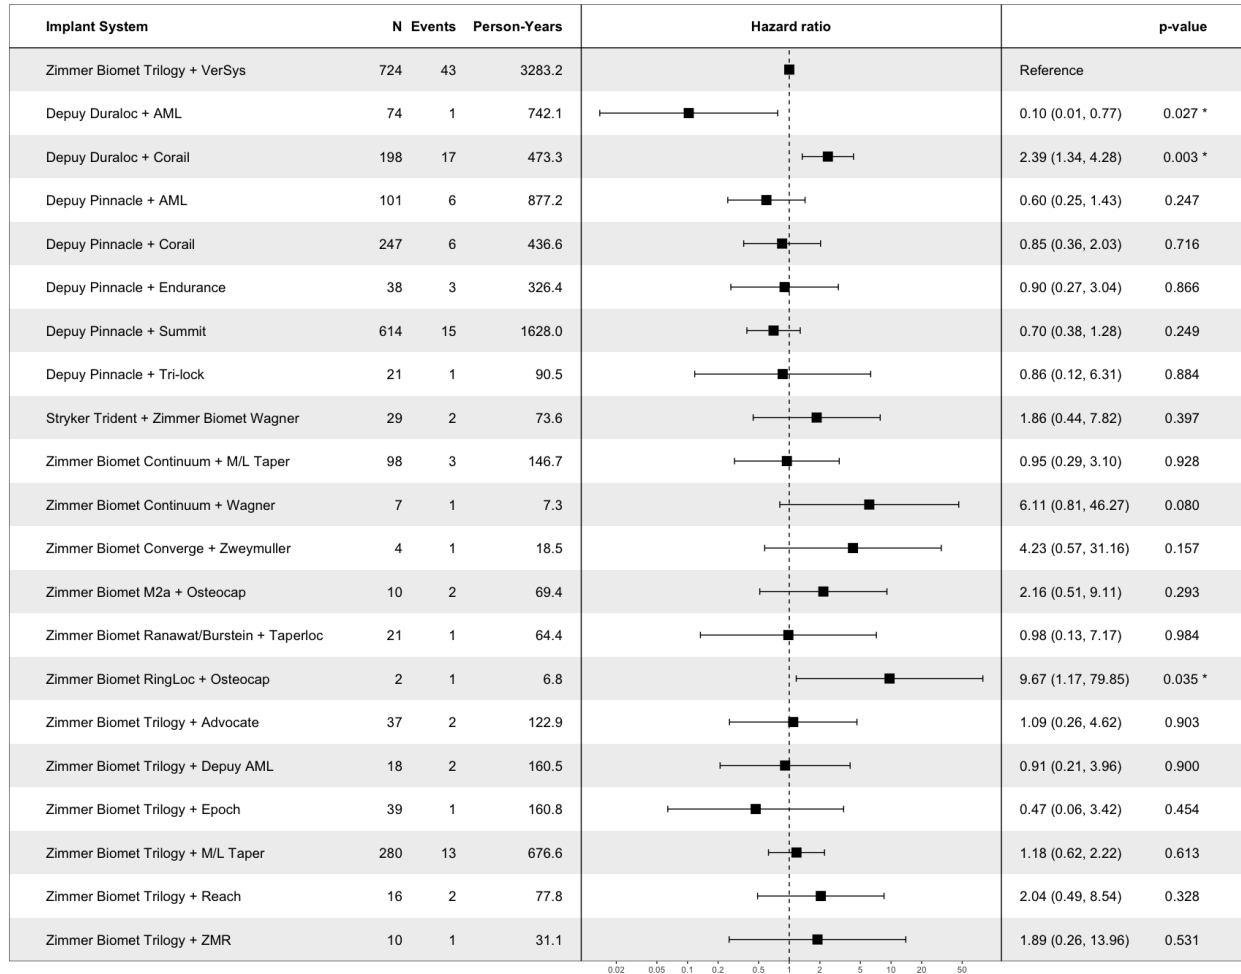 Implant System N Events Person-Years Hazard ratio p-value
Zimmer Biomet Trilogy + VerSys 724 43 3283.2 Reference
Depuy Duraloc + AML 74 1 742.1 0.10 (0.01, 0.77) 0.027 *
Depuy Duraloc + Corail 198 17 473.3 2.39 (1.34, 4.28) 0.003 *
Depuy Pinnacle + AML 101 6 877.2 0.60 (0.25, 1.43) 0.247
Depuy Pinnacle + Corail 247 6 436.6 0.85 (0.36, 2.03) 0.716
Depuy Pinnacle + Endurance 38 3 326.4 0.90 (0.27, 3.04) 0.866
Depuy Pinnacle + Summit 614 15 1628.0 0.70 (0.38, 1.28) 0.249
Depuy Pinnacle + Tri-lock 21 1 90.5 0.86 (0.12, 6.31) 0.884
Stryker Trident + Zimmer Biomet Wagner 29 2 73.6 1.86 (0.44, 7.82) 0.397
Zimmer Biomet Continuum + M/L Taper 98 3 146.7 0.95 (0.29, 3.10) 0.928
Zimmer Biomet Continuum + Wagner 7 1 7.3 6.11 (0.81, 46.27) 0.080
Zimmer Biomet Converge + Zweymuller 4 1 18.5 4.23 (0.57, 31.16) 0.157
Zimmer Biomet M2a + Osteocap 10 2 69.4 2.16 (0.51, 9.11) 0.293
Zimmer Biomet Ranawat/Burstein + Taperloc 21 1 64.4 0.98 (0.13, 7.17) 0.984
Zimmer Biomet RingLoc + Osteocap 2 1 6.8 9.67 (1.17, 79.85) 0.035 *
Zimmer Biomet Trilogy + Advocate 37 2 122.9 1.09 (0.26, 4.62) 0.903
Zimmer Biomet Trilogy + Depuy AML 18 2 160.5 0.91 (0.21, 3.96) 0.900
Zimmer Biomet Trilogy + Epoch 39 1 160.8 0.47 (0.06, 3.42) 0.454
Zimmer Biomet Trilogy + M/L Taper 280 13 676.6 1.18 (0.62, 2.22) 0.613
Zimmer Biomet Trilogy + Reach 16 2 77.8 2.04 (0.49, 8.54) 0.328
Zimmer Biomet Trilogy + ZMR 10 1 31.1 1.89 (0.26, 13.96) 0.531
0.02 0.05 0.1 0.2 0.5 1 2 5 10 20 50